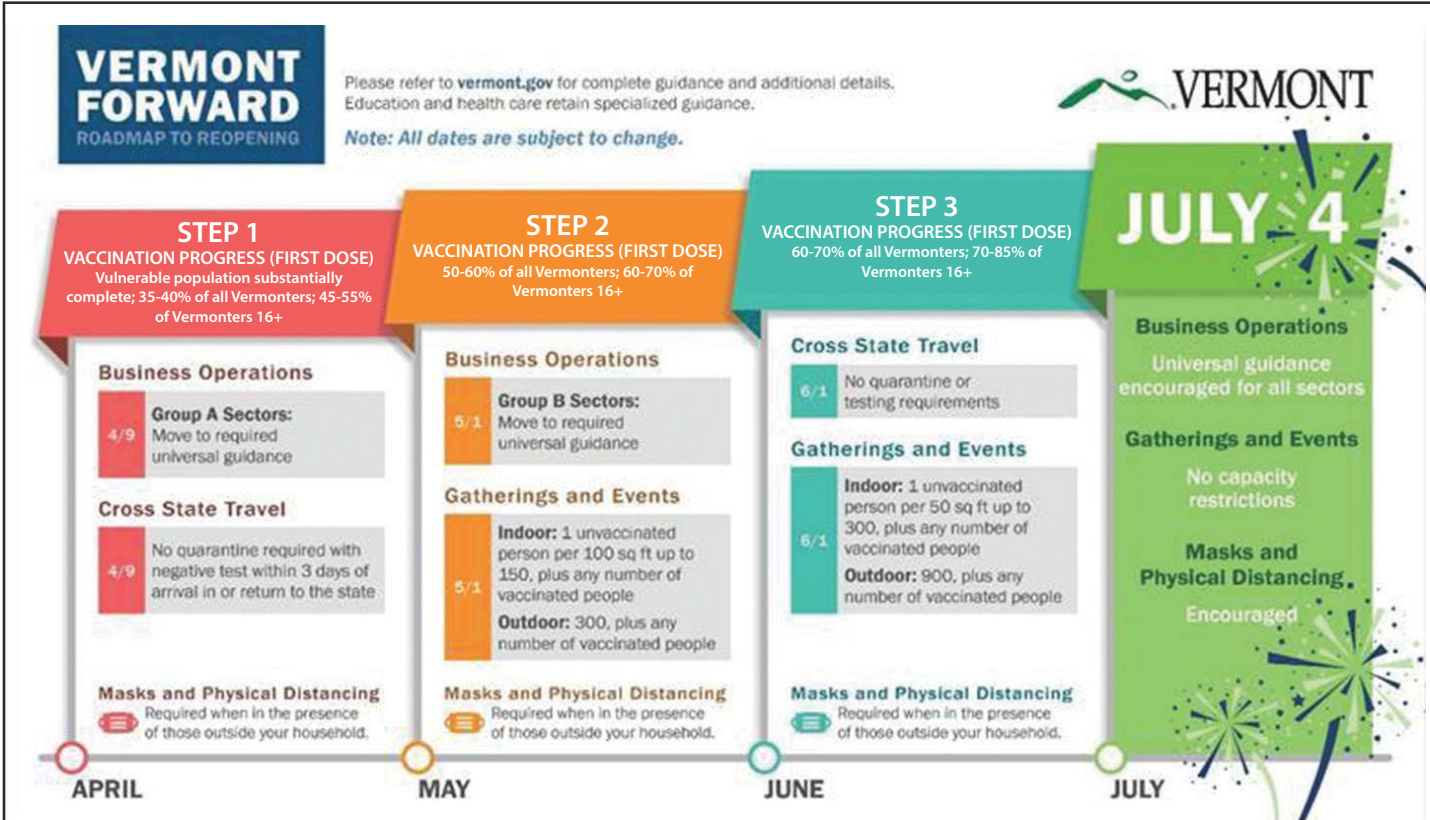 VERMONT
FORWARD
ROADMAP TO REOPENING
Please refer to vermont.gov for complete guidance and additional details.
Education and health care retain specialized guidance.
Note: All dates are subject to change.
VERMONT
STEP 1
VACCINATION PROGRESS (FIRST DOSE)
Vulnerable population substantially
complete; 35-40% of all Vermonters; 45-55%
of Vermonters 16+
Business Operations
4/9
Group A Sectors:
Move to required
universal guidance
Cross State Travel
4/9
No quarantine required with
negative test within 3 days of
arrival in or return to the state
Masks and Physical Distancing
Required when in the presence
of those outside your household.
APRIL
STEP 2
VACCINATION PROGRESS (FIRST DOSE)
50-60% of all Vermonters; 60-70% of
Vermonters 16+
Business Operations
5/1
Group B Sectors:
Move to required
universal guidance
Gatherings and Events
5/1
Indoor: 1 unvaccinated
person per 100 sq ft up to
150, plus any number of
vaccinated people
Outdoor: 300, plus any
number of vaccinated people
Masks and Physical Distancing
Required when in the presence
of those outside your household.
MAY
STEP 3
VACCINATION PROGRESS (FIRST DOSE)
60-70% of all Vermonters; 70-85% of
Vermonters 16+
Cross State Travel
6/1
No quarantine or
testing requirements
Gatherings and Events
6/1
Indoor: 1 unvaccinated
person per 50 sq ft up to
300, plus any number of
vaccinated people
Outdoor: 900, plus any
number of vaccinated people
Masks and Physical Distancing
Required when in the presence
of those outside your household.
JUNE
JULY 4
Business Operations
Universal guidance
encouraged for all sectors
Gatherings and Events
No capacity
restrictions
Masks and
Physical Distancing.
Encouraged
JULY